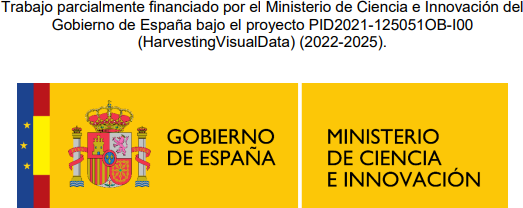 Trabajo parcialmente financiado por el Ministerio de Ciencia e Innovación del
Gobierno de España bajo el proyecto PID2021-125051OB-I00
(HarvestingVisualData) (2022-2025).
GOBIERNO
DE ESPAÑA
MINISTERIO
DE CIENCIA
E INNOVACIÓN